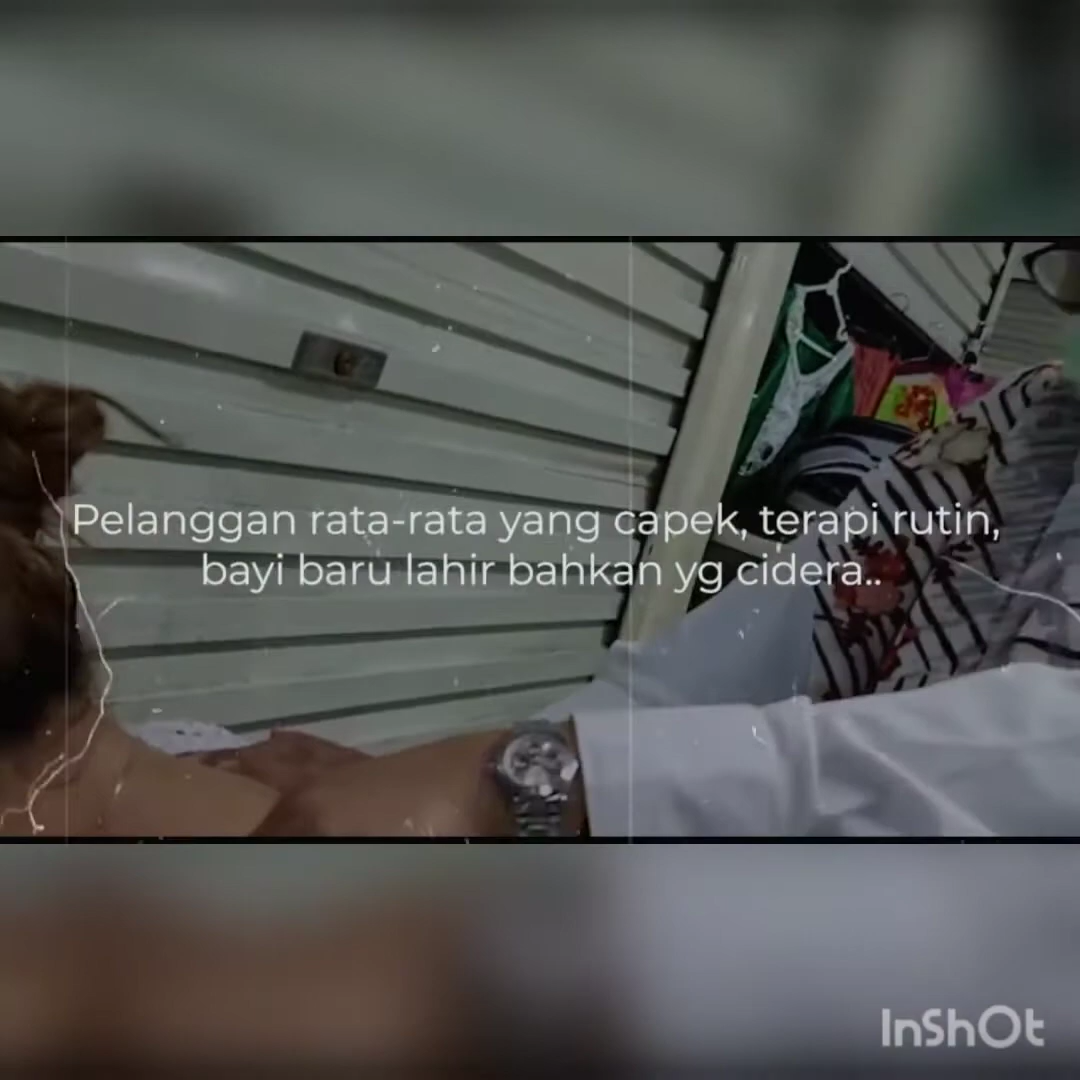 Pelanggan rata-rata yang capek, terapi rutin,
bayi baru lahir bahkan yg cidera..
InShOt